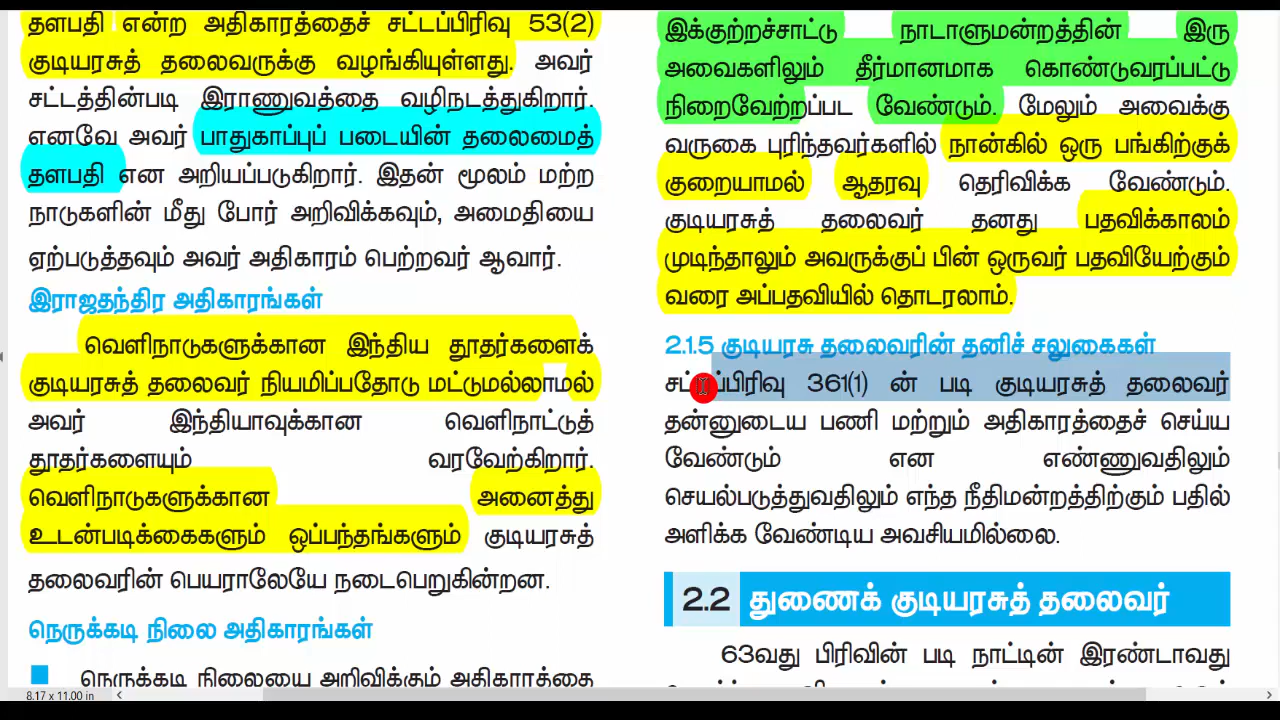 தளபதி என்ற அதிகாரத்தைச் சட்டப்பிரிவு 53(2)
குடியரசுத் தலைவருக்கு வழங்கியுள்ளது. அவர்
சட்டத்தின்படி இராணுவத்தை வழிநடத்துகிறார்.
எனவே அவர் பாதுகாப்புப் படையின் தலைமைத்
தளபதி என அறியப்படுகிறார். இதன் மூலம் மற்ற
நாடுகளின் மீது போர் அறிவிக்கவும், அமைதியை
ஏற்படுத்தவும் அவர் அதிகாரம் பெற்றவர் ஆவார்.
இராஜதந்திர அதிகாரங்கள்
வெளிநாடுகளுக்கான இந்திய தூதர்களைக்
குடியரசுத் தலைவர் நியமிப்பதோடு மட்டுமல்லாமல்
அவர் இந்தியாவுக்கான வெளிநாட்டுத்
தூதர்களையும் வரவேற்கிறார்.
வெளிநாடுகளுக்கான அனைத்து
உடன்படிக்கைகளும் ஒப்பந்தங்களும் குடியரசுத்
தலைவரின் பெயராலேயே நடைபெறுகின்றன.
நெருக்கடி நிலை அதிகாரங்கள்
நெருக்கடி நிலையை அறிவிக்கும் அதிகாரத்தை
இக்குற்றச்சாட்டு நாடாளுமன்றத்தின் இரு
அவைகளிலும் தீர்மானமாக கொண்டுவரப்பட்டு
நிறைவேற்றப்பட வேண்டும். மேலும் அவைக்கு
வருகை புரிந்தவர்களில் நான்கில் ஒரு பங்கிற்குக்
குறையாமல் ஆதரவு தெரிவிக்க வேண்டும்.
குடியரசுத் தலைவர் தனது பதவிக்காலம்
முடிந்தாலும் அவருக்குப் பின் ஒருவர் பதவியேற்கும்
வரை அப்பதவியில் தொடரலாம்.
2.1.5 குடியரசு தலைவரின் தனிச் சலுகைகள்
சட்டப்பிரிவு 361(1) ன் படி குடியரசுத் தலைவர்
தன்னுடைய பணி மற்றும் அதிகாரத்தைச் செய்ய
வேண்டும் என எண்ணுவதிலும்
செயல்படுத்துவதிலும் எந்த நீதிமன்றத்திற்கும் பதில்
அளிக்க வேண்டிய அவசியமில்லை.
2.2 துணைக் குடியரசுத் தலைவர்
63வது பிரிவின் படி நாட்டின் இரண்டாவது
8.17 x 11.00 in